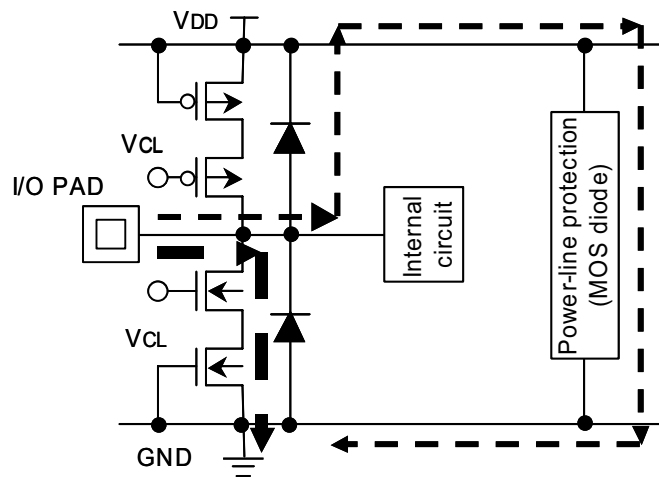 VDD
VCL
I/O PAD
Internal
circuit
Power-line protection
(MOS diode)
VCL
GND